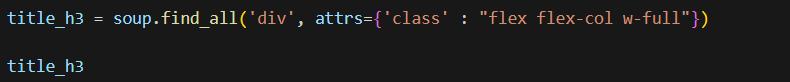 title_h3 = soup.find_all('div', attrs={'class' : "flex flex-col w-full"})
title_h3